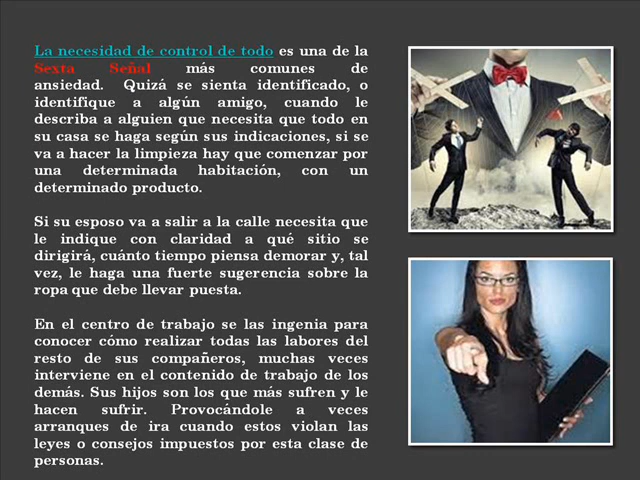 La necesidad de control de todo es una de la
Sexta Señal más comunes de
ansiedad. Quizá se sienta identificado, o
identifique a algún amigo, cuando le
describa a alguien que necesita que todo en
su casa se haga según sus indicaciones, si se
va a hacer la limpieza hay que comenzar por
una determinada habitación, con un
determinado producto.
Si su esposo va a salir a la calle necesita que
le indique con claridad a qué sitio se
dirigirá, cuánto tiempo piensa demorar y, tal
vez, le haga una fuerte sugerencia sobre la
ropa que debe llevar puesta.
En el centro de trabajo se las ingenia para
conocer cómo realizar todas las labores del
resto de sus compañeros, muchas veces
interviene en el contenido de trabajo de los
demás. Sus hijos son los que más sufren y le
hacen sufrir. Provocándole a veces
arranques de ira cuando estos violan las
leyes o consejos impuestos por esta clase de
personas.